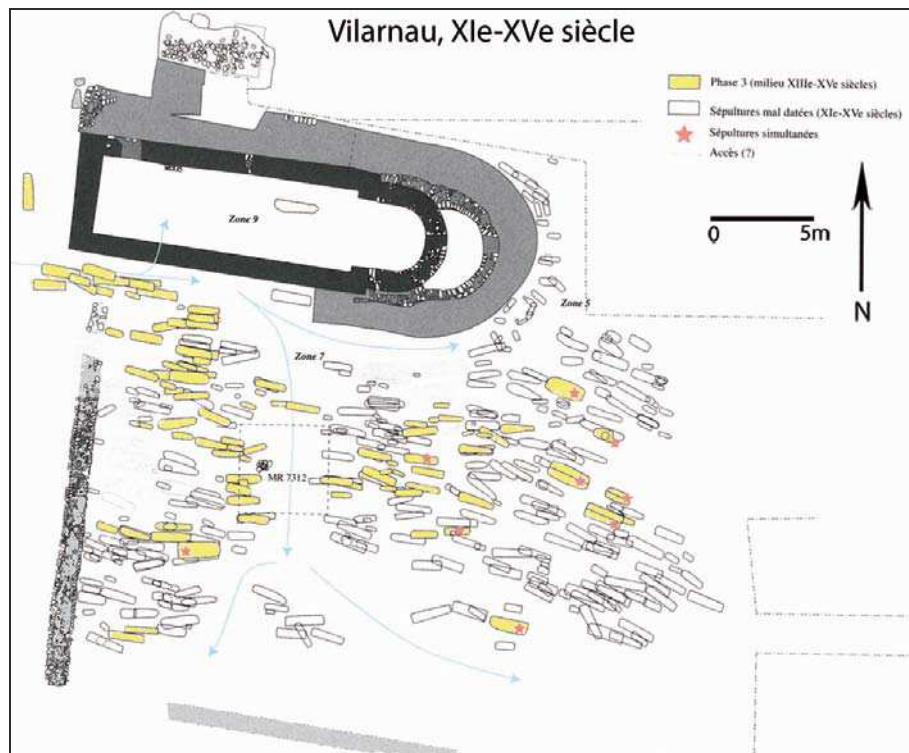 Vilarnau, XIe-XVe siècle
Phase 3 (milieu XIIIe-XVe siècles)
Sépultures mal datées (XIe-XVe siècles)
Sépultures simultanées
Accès (?)
0 5m
N
Zone 9
Zone 5
Zone 7
MR 7312